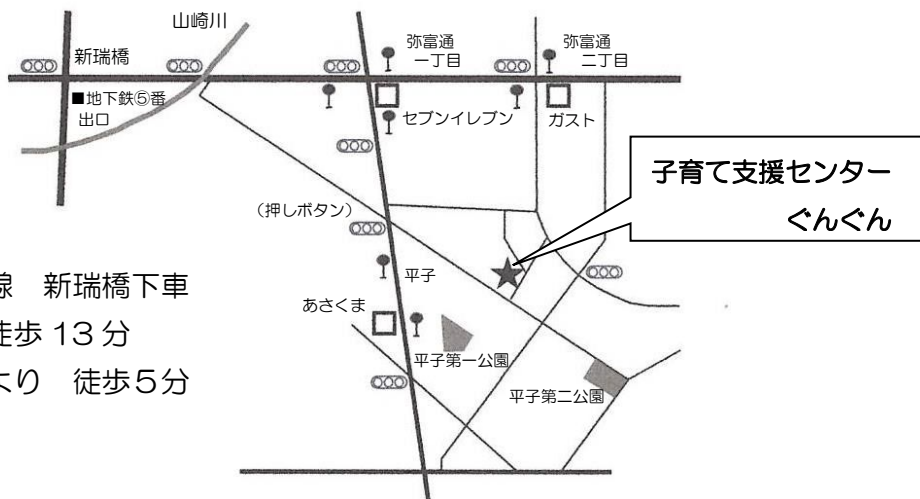 山崎川
新瑞橋
弥富通
一丁目
弥富通
二丁目
■地下鉄⑤番
出口
セブンイレブン
ガスト
子育て支援センター
ぐんぐん
（押しボタン）
線　新瑞橋下車
平子
徒歩 13 分
あさくま
平子第一公園
より　徒歩５分
平子第二公園